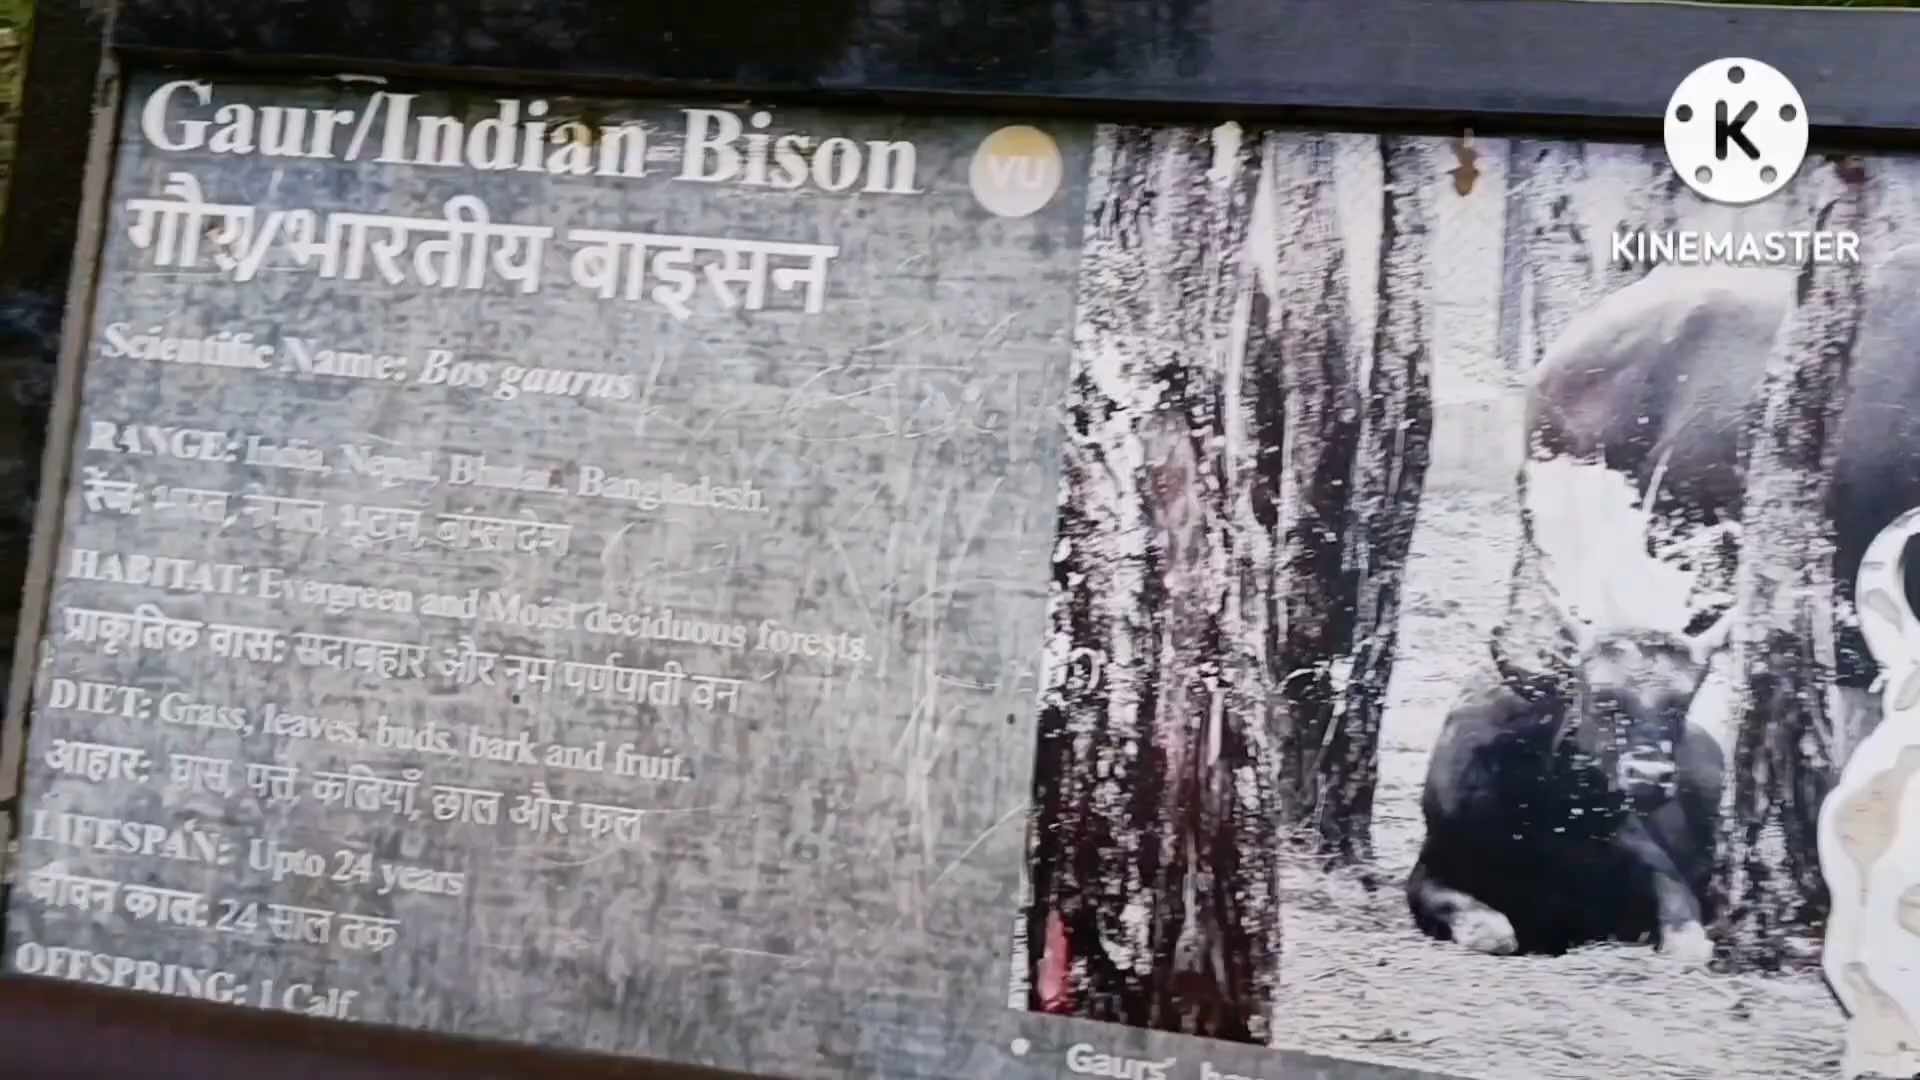 Gaur/Indian Bison
VU
गौर/भारतीय बाइसन
Scientific Name: Bos gaurus
RANGE: India, Nepal, Bhutan, Bangladesh.
रेंज: भारत, नेपाल, भूटान, बांग्लादेश
HABITAT: Evergreen and Moist deciduous forests.
प्राकृतिक वास: सदाबहार और नम पर्णपाती वन
DIET: Grass, leaves, buds, bark and fruit.
आहार: घास, पत्ते, कलियाँ, छाल और फल
LIFESPAN: Upto 24 years
जीवन काल: 24 साल तक
OFFSPRING: 1 Calf.
• Gaurs
K
KINEMASTER